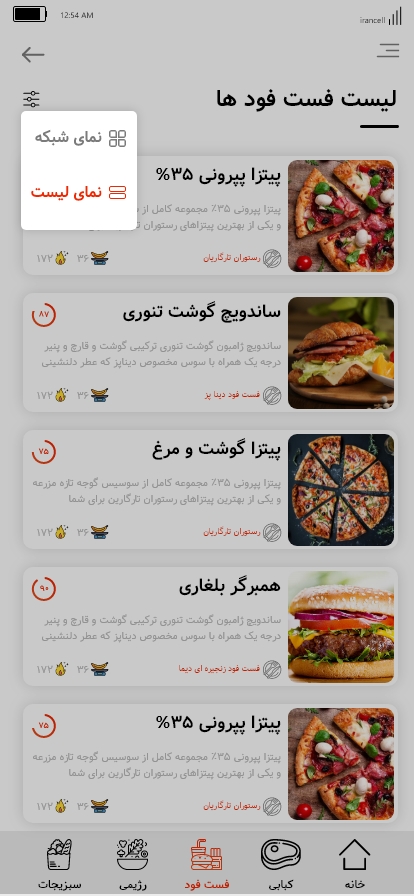 12:54 AM
irancell
لیست فست فود ها
نمای شبکه
نمای لیست
پیتزا پپرونی ۳۵%
پیتزا پپرونی ۳۵٪ مجموعه کامل از
و یکی از بهترین پیتزاهای رستوران
رستوران تارگاریان
۳۶
۱۷۲
ساندویچ گوشت تنوری
۸۷
ساندویچ ژامبون گوشت تنوری ترکیبی گوشت و قارچ و پنیر
درجه یک همراه با سوس مخصوص دیناپز که عطر دلنشینی
فست فود دینا پز
۳۶
۱۷۲
پیتزا گوشت و مرغ
۷۵
پیتزا پپرونی ۳۵٪ مجموعه کامل از سوسیس گوجه تازه مزرعه
و یکی از بهترین پیتزاهای رستوران تارگارین برای شما
رستوران تارگاریان
۳۶
۱۷۲
همبرگر بلغاری
۹۰
ساندویچ ژامبون گوشت تنوری ترکیبی گوشت و قارچ و پنیر
درجه یک همراه با سوس مخصوص دیناپز که عطر دلنشینی
فست فود زنجیره ای دیما
۳۶
۱۷۲
پیتزا پپرونی ۳۵%
۷۵
پیتزا پپرونی ۳۵٪ مجموعه کامل از سوسیس گوجه تازه مزرعه
و یکی از بهترین پیتزاهای رستوران تارگارین برای شما
رستوران تارگاریان
۳۶
۱۷۲
خانه
کبابی
فست فود
رژیمی
سبزیجات